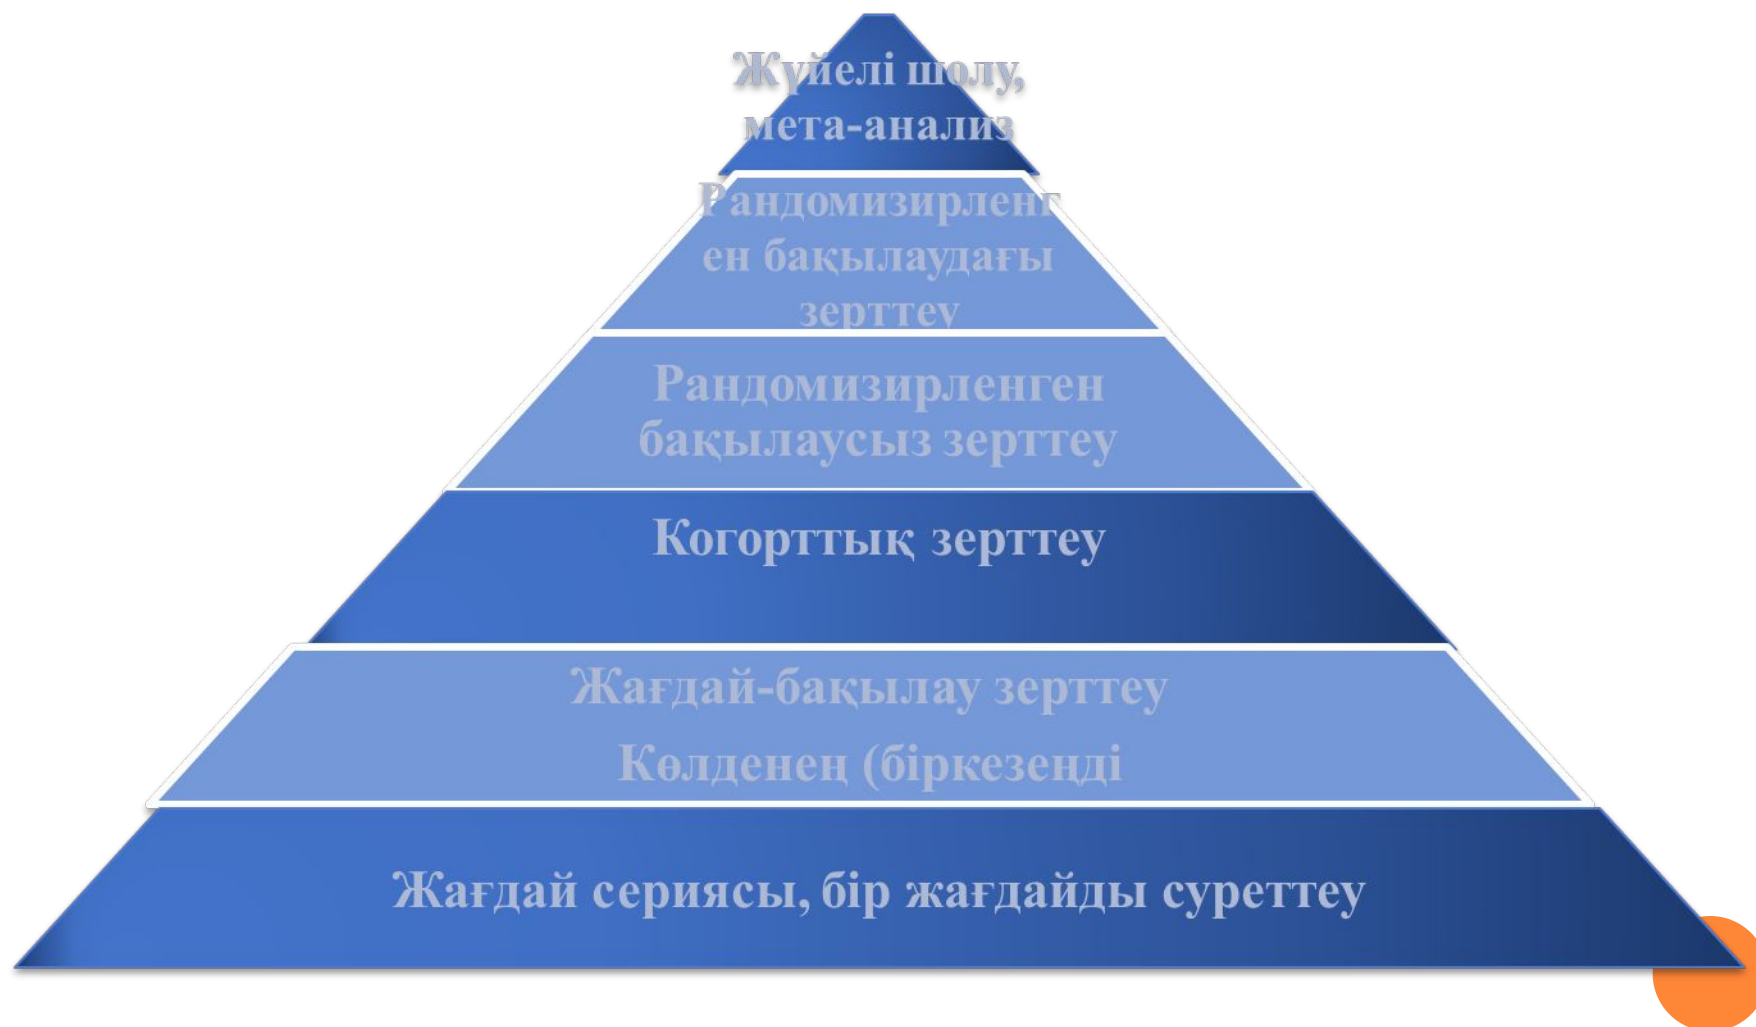 Жүйелі шолу,
мета-анализ
Рандомизирленг
ен бақылаудағы
зерттеу
Рандомизирленген
бақылаусыз зерттеу
Когорттық зерттеу
Жағдай-бақылау зерттеу
Көлденең (біркезеңді
Жағдай сериясы, бір жағдайды суреттеу